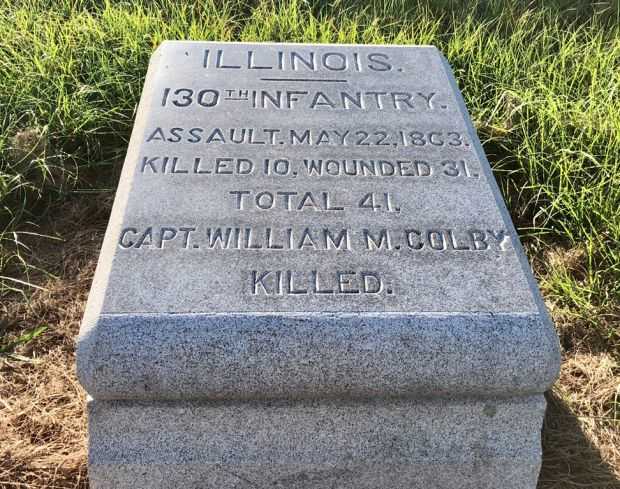 ILLINOIS.
130TH INFANTRY.
ASSAULT, MAY 22, 1863.
KILLED 10, WOUNDED 31,
TOTAL 41.
CAPT. WILLIAM M. COLBY
KILLED.